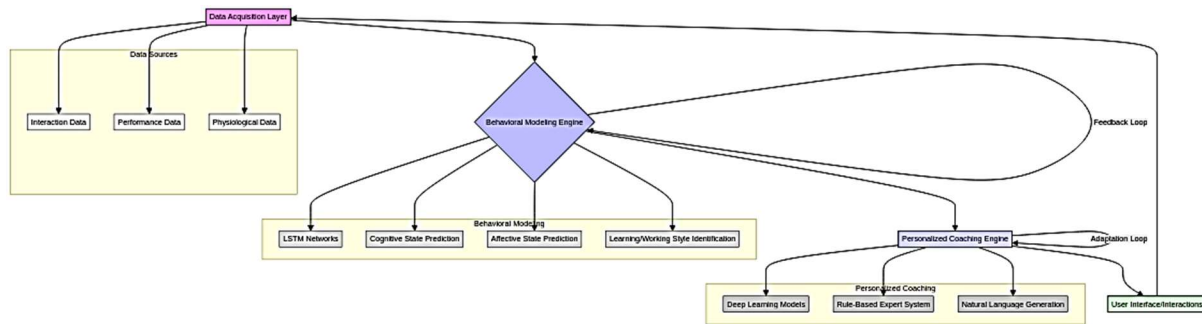 Data Acquisition Layer
Data Sources
Interaction Data
Performance Data
Physiological Data
Behavioral Modeling Engine
Feedback Loop
Behavioral Modeling
LSTM Networks
Cognitive State Prediction
Affective State Prediction
Learning/Working Style Identification
Personalized Coaching Engine
Adaptation Loop
Personalized Coaching
Deep Learning Models
Rule-Based Expert System
Natural Language Generation
User Interface/Interactions